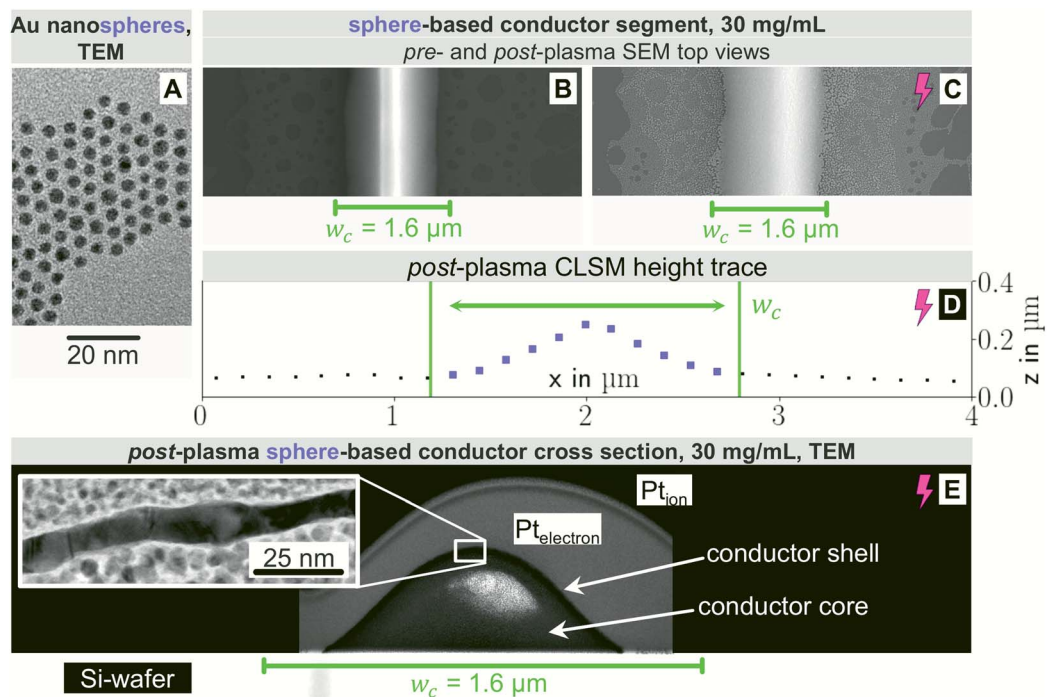 Au nanospheres,
TEM
A
20 nm
sphere-based conductor segment, 30 mg/mL
pre- and post-plasma SEM top views
B
C
w_c = 1.6 µm
w_c = 1.6 µm
post-plasma CLSM height trace
D
w_c
0.4
0.2
0.0
z in µm
x in µm
0 1 2 3 4
post-plasma sphere-based conductor cross section, 30 mg/mL, TEM
E
Pt_ion
Pt_electron
25 nm
conductor shell
conductor core
Si-wafer
w_c = 1.6 µm